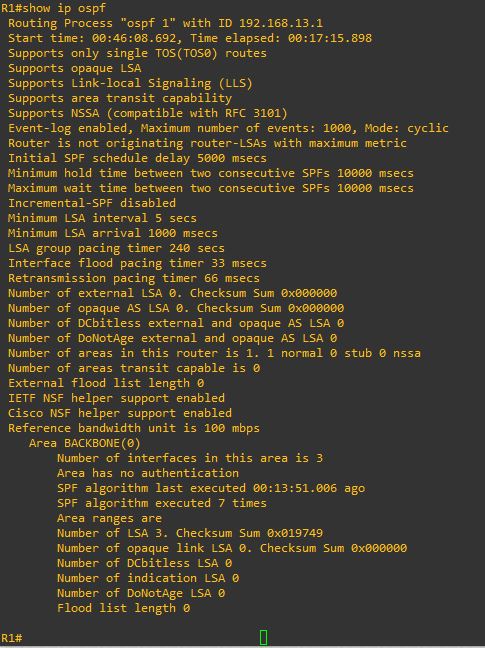 R1#show ip ospf
Routing Process "ospf 1" with ID 192.168.13.1
Start time: 00:46:08.692, Time elapsed: 00:17:15.898
Supports only single TOS(TOS0) routes
Supports opaque LSA
Supports Link-local Signaling (LLS)
Supports area transit capability
Supports NSSA (compatible with RFC 3101)
Event-log enabled, Maximum number of events: 1000, Mode: cyclic
Router is not originating router-LSAs with maximum metric
Initial SPF schedule delay 5000 msecs
Minimum hold time between two consecutive SPFs 10000 msecs
Maximum wait time between two consecutive SPFs 10000 msecs
Incremental-SPF disabled
Minimum LSA interval 5 secs
Minimum LSA arrival 1000 msecs
LSA group pacing timer 240 secs
Interface flood pacing timer 33 msecs
Retransmission pacing timer 66 msecs
Number of external LSA 0. Checksum Sum 0x000000
Number of opaque AS LSA 0. Checksum Sum 0x000000
Number of DCbitless external and opaque AS LSA 0
Number of DoNotAge external and opaque AS LSA 0
Number of areas in this router is 1. 1 normal 0 stub 0 nssa
Number of areas transit capable is 0
External flood list length 0
IETF NSF helper support enabled
Cisco NSF helper support enabled
Reference bandwidth unit is 100 mbps
Area BACKBONE(0)
Number of interfaces in this area is 3
Area has no authentication
SPF algorithm last executed 00:13:51.006 ago
SPF algorithm executed 7 times
Area ranges are
Number of LSA 3. Checksum Sum 0x019749
Number of opaque link LSA 0. Checksum Sum 0x000000
Number of DCbitless LSA 0
Number of indication LSA 0
Number of DoNotAge LSA 0
Flood list length 0
R1#